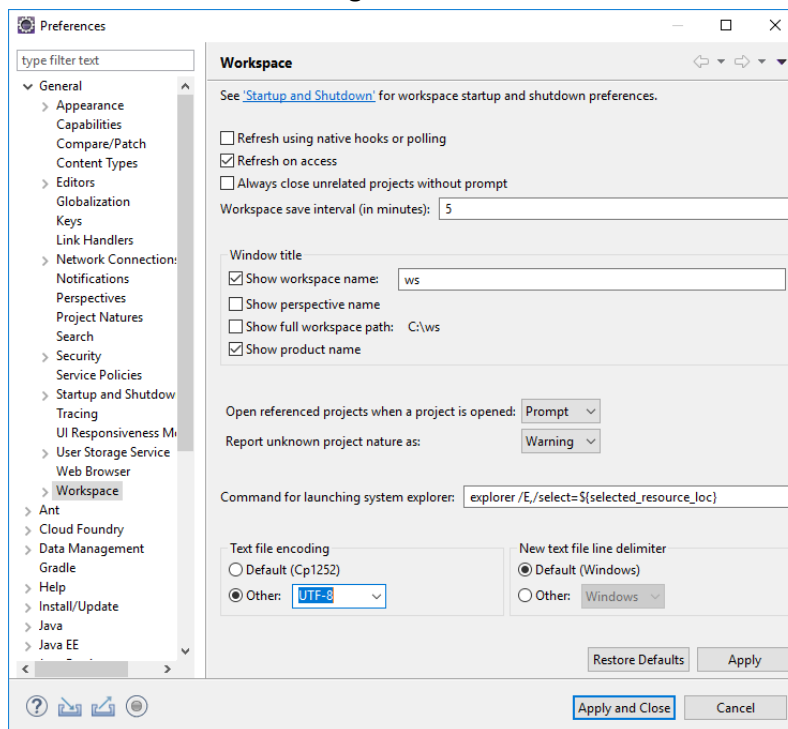 Preferences
type filter text
Workspace
General
Appearance
Capabilities
Compare/Patch
Content Types
Editors
Globalization
Keys
Link Handlers
Network Connection
Notifications
Perspectives
Project Natures
Search
Security
Service Policies
Startup and Shutdow
Tracing
UI Responsiveness M
User Storage Service
Web Browser
Workspace
Ant
Cloud Foundry
Data Management
Gradle
Help
Install/Update
Java
Java EE
See 'Startup and Shutdown' for workspace startup and shutdown preferences.
Refresh using native hooks or polling
Refresh on access
Always close unrelated projects without prompt
Workspace save interval (in minutes): 5
Window title
Show workspace name: ws
Show perspective name
Show full workspace path: C:\ws
Show product name
Open referenced projects when a project is opened: Prompt
Report unknown project nature as: Warning
Command for launching system explorer: explorer /E,/select=${selected_resource_loc}
Text file encoding
Default (Cp1252)
Other: UTF-8
New text file line delimiter
Default (Windows)
Other: Windows
Restore Defaults Apply
Apply and Close Cancel